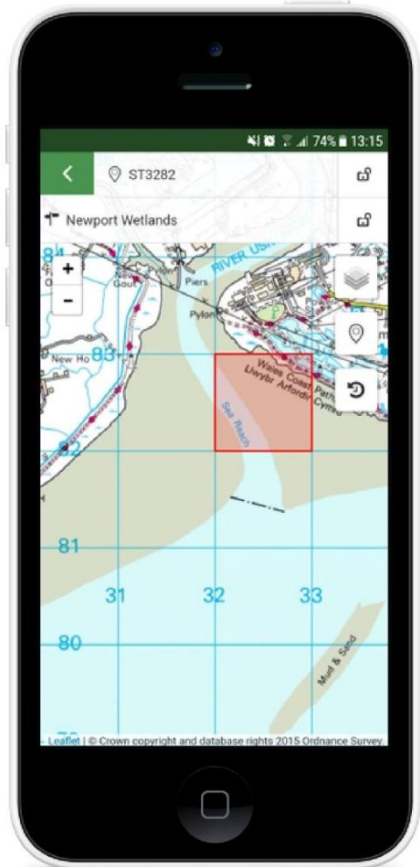 74% 13:15
ST3282
Newport Wetlands
84
RIVER USK
Gout
Piers
Pylon
New Ho
83
Wales Coast Path
Llwybr Arfordir Cymru
Sea Reach
82
81
31
32
33
80
Mud & Sand
Leaflet | © Crown copyright and database rights 2015 Ordnance Survey